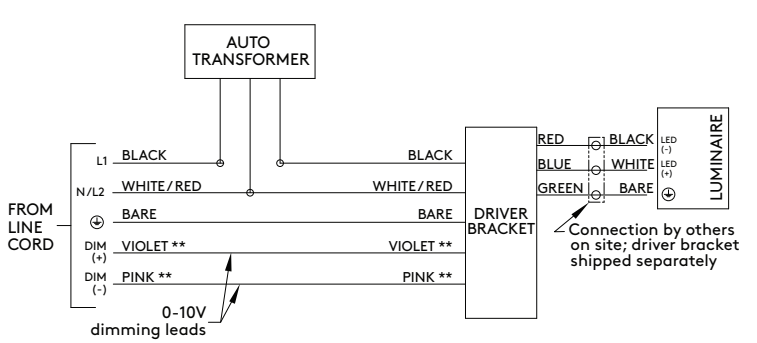 AUTO
TRANSFORMER
L1 BLACK BLACK
N/L2 WHITE/RED WHITE/RED
BARE BARE
DIM (+) VIOLET ** VIOLET **
DIM (-) PINK ** PINK **
FROM
LINE
CORD
0-10V
dimming leads
DRIVER
BRACKET
RED BLACK LED (-)
BLUE WHITE LED (+)
GREEN BARE
LUMINAIRE
Connection by others
on site; driver bracket
shipped separately